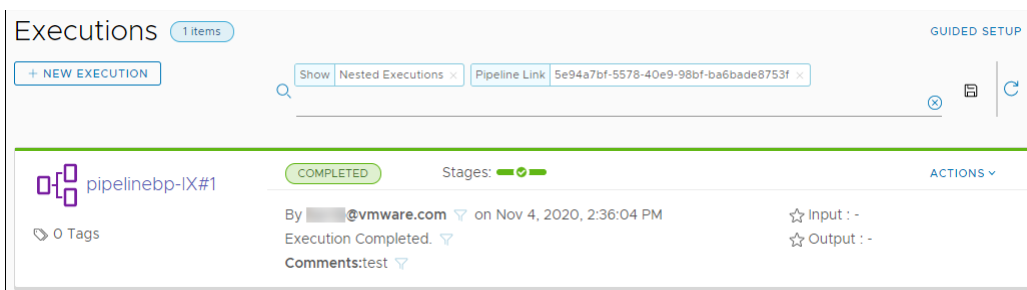 Executions 1 items
GUIDED SETUP
+ NEW EXECUTION
Show Nested Executions × Pipeline Link 5e94a7bf-5578-40e9-98bf-ba6bade8753f ×
pipelinebp-IX#1
0 Tags
COMPLETED Stages:
ACTIONS
By @vmware.com on Nov 4, 2020, 2:36:04 PM
Execution Completed.
Comments:test
Input : -
Output : -